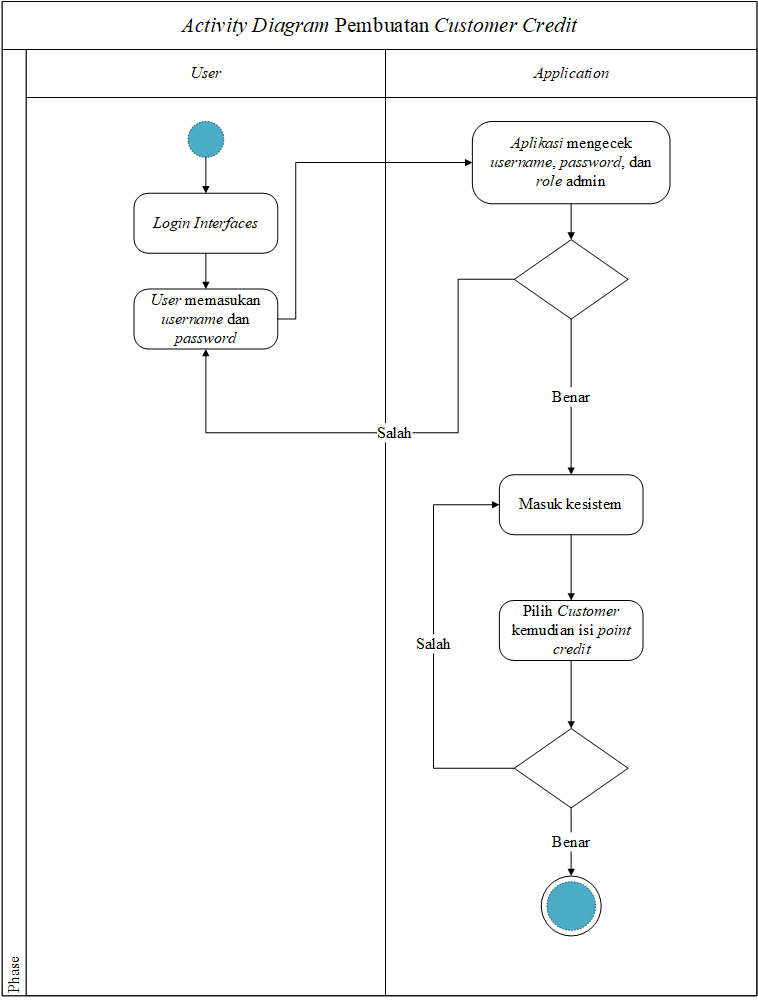 Activity Diagram Pembuatan Customer Credit
User
Application
Aplikasi mengecek
username, password, dan
role admin
Login Interfaces
User memasukan
username dan
password
Benar
Salah
Masuk kesistem
Pilih Customer
kemudian isi point
credit
Salah
Benar
Phase